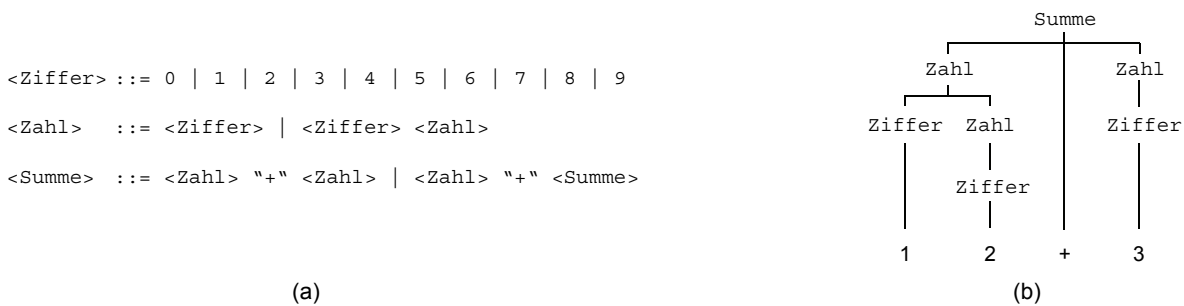 <Ziffer> ::= 0 | 1 | 2 | 3 | 4 | 5 | 6 | 7 | 8 | 9
<Zahl> ::= <Ziffer> | <Ziffer> <Zahl>
<Summe> ::= <Zahl> “+“ <Zahl> | <Zahl> “+“ <Summe>
(a)
Summe
Zahl Zahl
Ziffer Zahl Ziffer
Ziffer
1 2 + 3
(b)